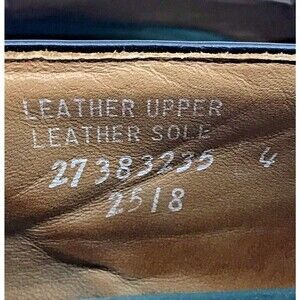 LEATHER UPPER
LEATHER SOLE
27383235 4
2518